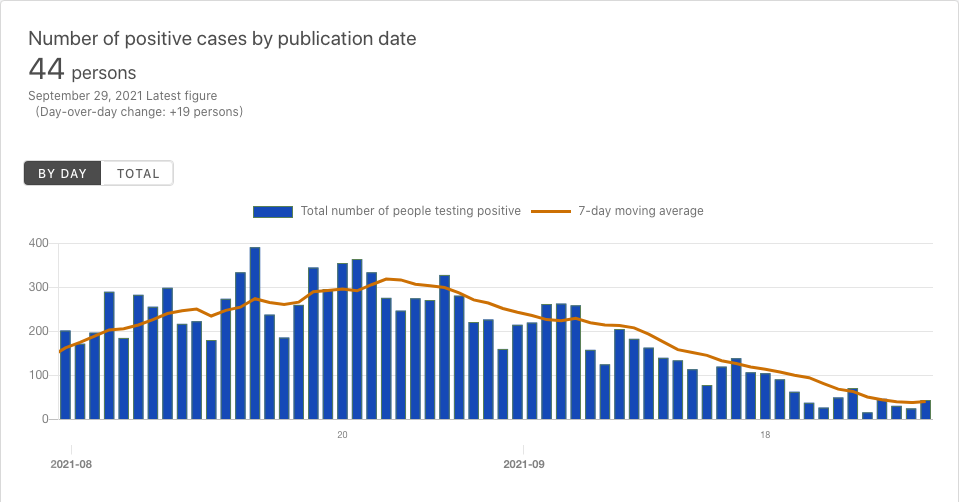 Number of positive cases by publication date
44 persons
September 29, 2021 Latest figure
(Day-over-day change: +19 persons)
BY DAY TOTAL
Total number of people testing positive 7-day moving average
400
300
200
100
0
20 18
2021-08 2021-09